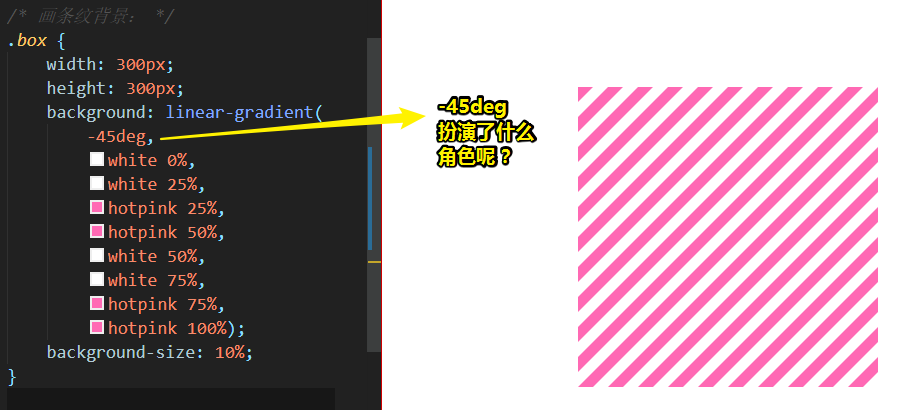 /* 画条纹背景： */
.box {
width: 300px;
height: 300px;
background: linear-gradient(
-45deg,
white 0%,
white 25%,
hotpink 25%,
hotpink 50%,
white 50%,
white 75%,
hotpink 75%,
hotpink 100%);
background-size: 10%;
}
-45deg
扮演了什么
角色呢？